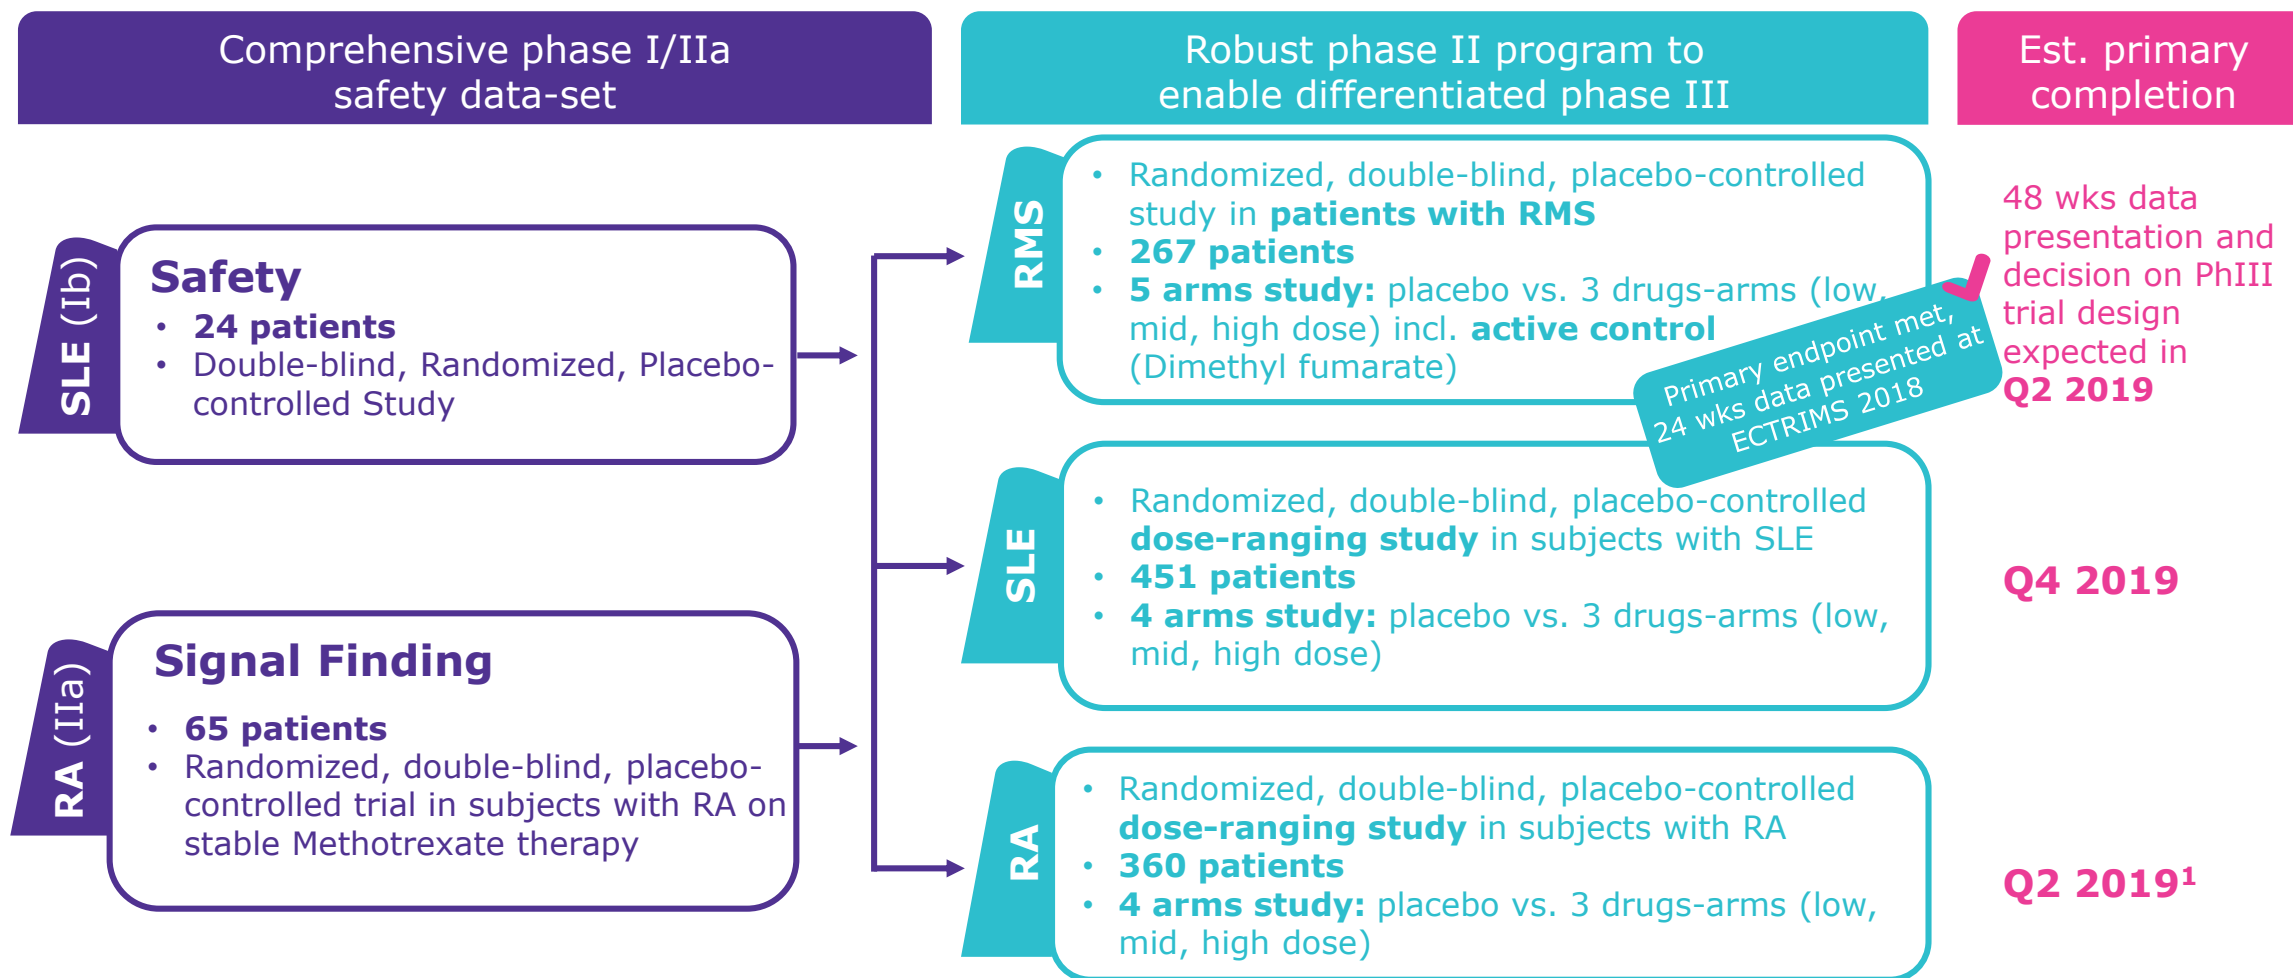 Comprehensive phase I/IIa
safety data-set
Robust phase II program to
enable differentiated phase III
Est. primary
completion
SLE (Ib)
Safety
• 24 patients
• Double-blind, Randomized, Placebo-
controlled Study
RA (IIa)
Signal Finding
• 65 patients
• Randomized, double-blind, placebo-
controlled trial in subjects with RA on
stable Methotrexate therapy
RMS
• Randomized, double-blind, placebo-controlled
study in patients with RMS
• 267 patients
• 5 arms study: placebo vs. 3 drugs-arms (low,
mid, high dose) incl. active control
(Dimethyl fumarate)
Primary endpoint met,
24 wks data presented at
ECTRIMS 2018
48 wks data
presentation and
decision on PhIII
trial design
expected in
Q2 2019
SLE
• Randomized, double-blind, placebo-controlled
dose-ranging study in subjects with SLE
• 451 patients
• 4 arms study: placebo vs. 3 drugs-arms (low,
mid, high dose)
Q4 2019
RA
• Randomized, double-blind, placebo-controlled
dose-ranging study in subjects with RA
• 360 patients
• 4 arms study: placebo vs. 3 drugs-arms (low,
mid, high dose)
Q2 2019¹